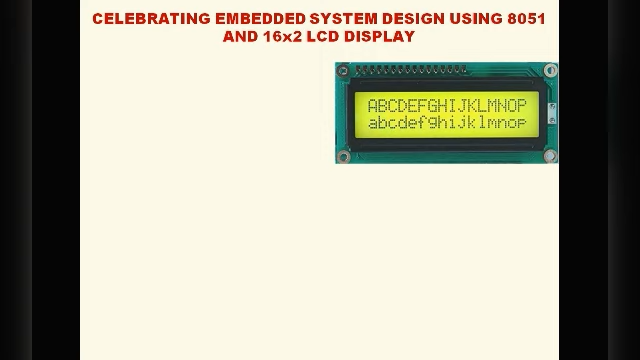 CELEBRATING EMBEDDED SYSTEM DESIGN USING 8051
AND 16x2 LCD DISPLAY
ABCDEFGHIJKLMNOP
abcdefghijklmnop